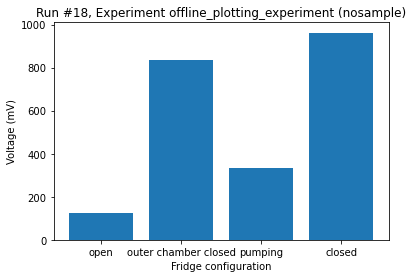 Run #18, Experiment offline_plotting_experiment (nosample)
1000
800
600
400
200
0
Voltage (mV)
open outer chamber closed pumping closed
Fridge configuration